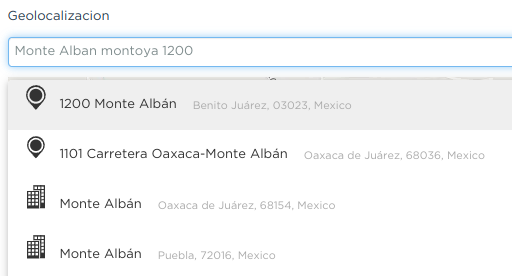 Geolocalizacion
Monte Alban montoya 1200
1200 Monte Albán Benito Juárez, 03023, Mexico
1101 Carretera Oaxaca-Monte Albán Oaxaca de Juárez, 68036, Mexico
Monte Albán Oaxaca de Juárez, 68154, Mexico
Monte Albán Puebla, 72016, Mexico